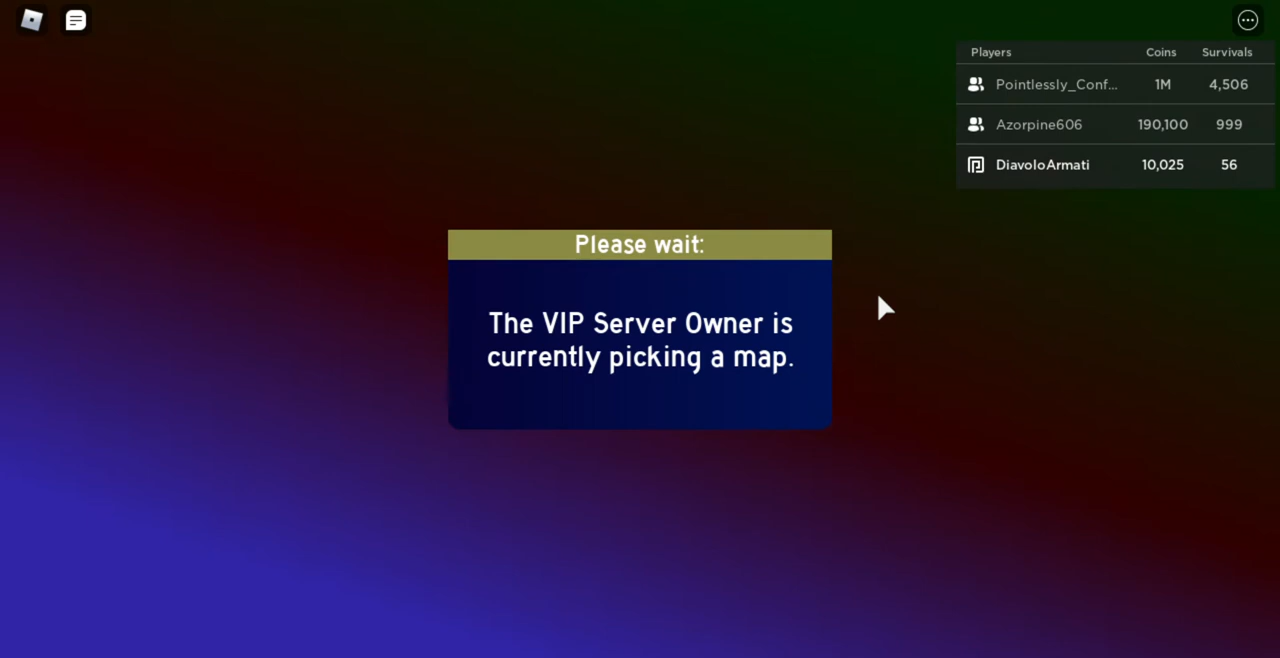 Players Coins Survivals
Pointlessly_Conf... 1M 4,506
Azorpine606 190,100 999
DiavoloArmati 10,025 56
Please wait:
The VIP Server Owner is
currently picking a map.